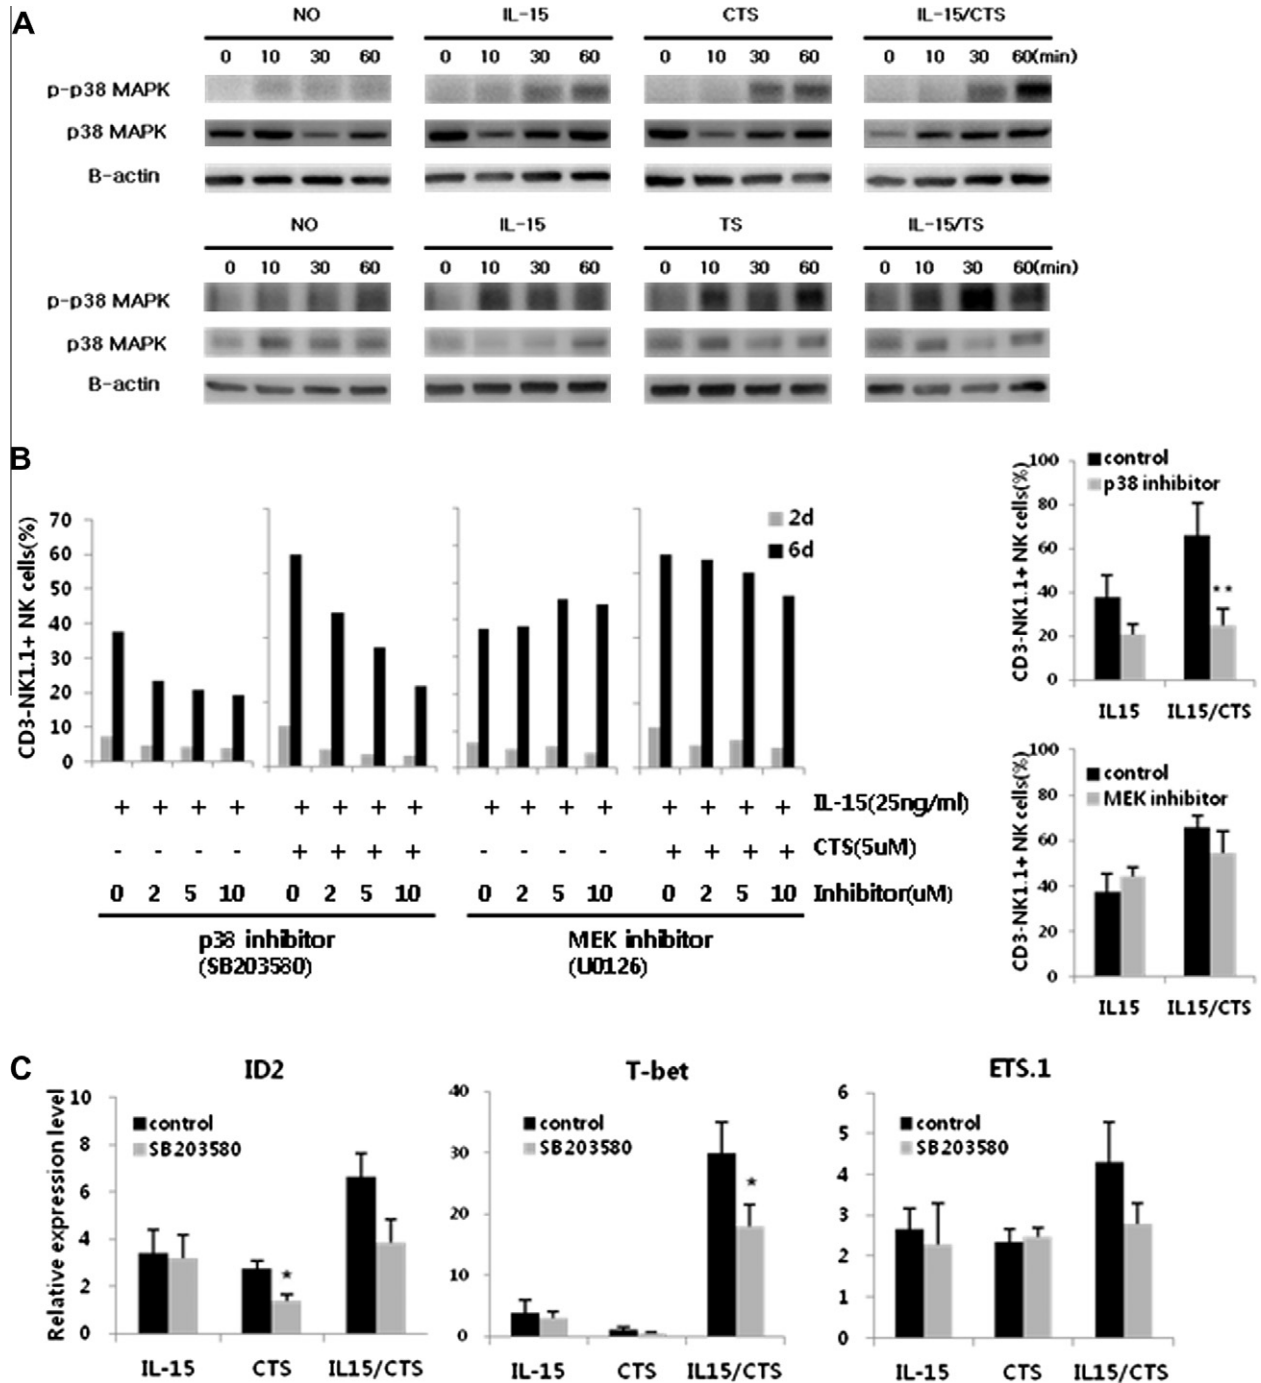 A
NO IL-15 CTS IL-15/CTS
0 10 30 60 0 10 30 60 0 10 30 60 0 10 30 60(min)
p-p38 MAPK
p38 MAPK
B-actin
NO IL-15 TS IL-15/TS
0 10 30 60 0 10 30 60 0 10 30 60 0 10 30 60(min)
p-p38 MAPK
p38 MAPK
B-actin
B
CD3-NK1.1+ NK cells(%)
70
60
50
40
30
20
10
0
2d
6d
+ + + + + + + + + + + + + + + + IL-15(25ng/ml)
- - - - + + + + - - - - + + + + CTS(5uM)
0 2 5 10 0 2 5 10 0 2 5 10 0 2 5 10 Inhibitor(uM)
p38 inhibitor MEK inhibitor
(SB203580) (U0126)
CD3-NK1.1+ NK cells(%)
100
80
60
40
20
0
control
p38 inhibitor
**
IL15 IL15/CTS
CD3-NK1.1+ NK cells(%)
100
80
60
40
20
0
control
MEK inhibitor
IL15 IL15/CTS
C
ID2
Relative expression level
10
8
6
4
2
0
control
SB203580
*
IL-15 CTS IL15/CTS
T-bet
40
30
20
10
0
control
SB203580
*
IL-15 CTS IL15/CTS
ETS.1
6
5
4
3
2
1
0
control
SB203580
IL-15 CTS IL15/CTS